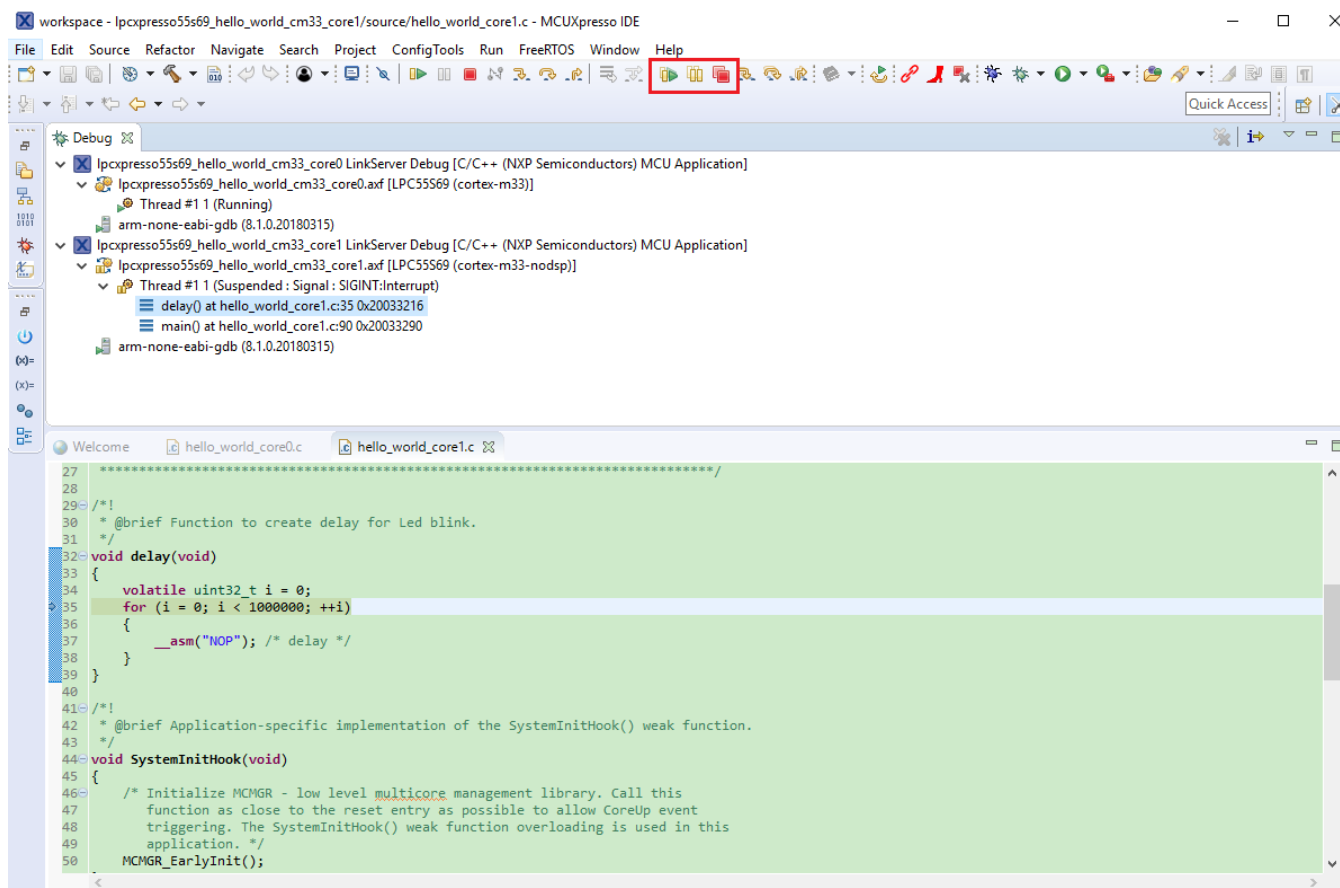 workspace - lpcxpresso55s69_hello_world_cm33_core1/source/hello_world_core1.c - MCUXpresso IDE
File Edit Source Refactor Navigate Search Project ConfigTools Run FreeRTOS Window Help
Quick Access
Debug
lpcxpresso55s69_hello_world_cm33_core0 LinkServer Debug [C/C++ (NXP Semiconductors) MCU Application]
lpcxpresso55s69_hello_world_cm33_core0.axf [LPC55S69 (cortex-m33)]
Thread #1 1 (Running)
arm-none-eabi-gdb (8.1.0.20180315)
lpcxpresso55s69_hello_world_cm33_core1 LinkServer Debug [C/C++ (NXP Semiconductors) MCU Application]
lpcxpresso55s69_hello_world_cm33_core1.axf [LPC55S69 (cortex-m33-nodsp)]
Thread #1 1 (Suspended : Signal : SIGINT:Interrupt)
delay() at hello_world_core1.c:35 0x20033216
main() at hello_world_core1.c:90 0x20033290
arm-none-eabi-gdb (8.1.0.20180315)
Welcome hello_world_core0.c hello_world_core1.c
27 ******************************************************************************/
28
29 /*!
30 * @brief Function to create delay for Led blink.
31 */
32 void delay(void)
33 {
34 volatile uint32_t i = 0;
35 for (i = 0; i < 1000000; ++i)
36 {
37 __asm("NOP"); /* delay */
38 }
39 }
40
41 /*!
42 * @brief Application-specific implementation of the SystemInitHook() weak function.
43 */
44 void SystemInitHook(void)
45 {
46 /* Initialize MCMGR - low level multicore management library. Call this
47 function as close to the reset entry as possible to allow CoreUp event
48 triggering. The SystemInitHook() weak function overloading is used in this
49 application. */
50 MCMGR_EarlyInit();